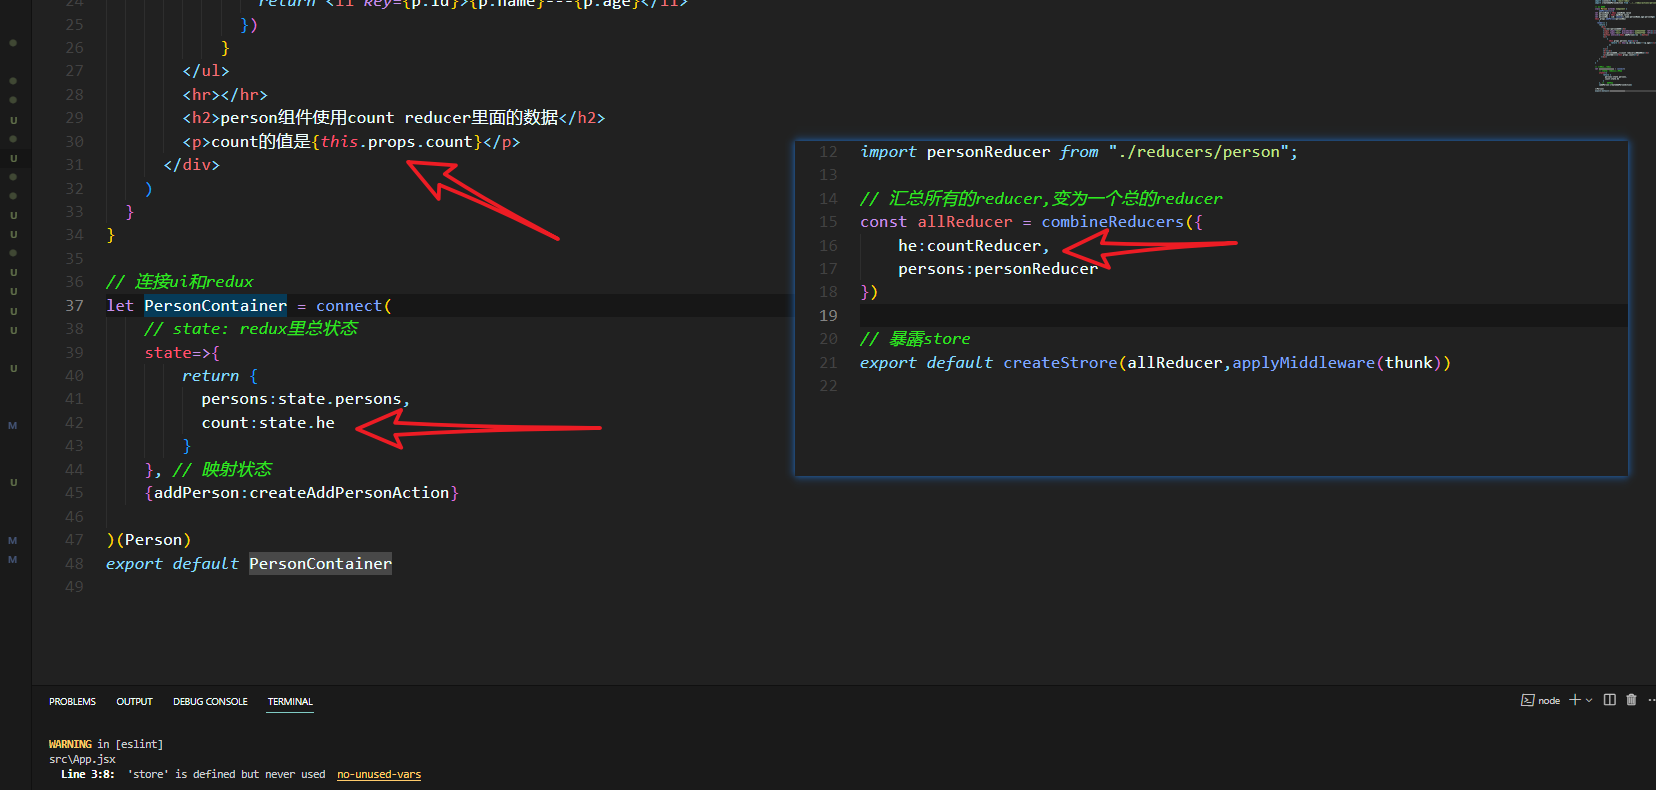 24 return <li key={p.id}>{p.name}---{p.age}</li>
25 })
26 }
27 </ul>
28 <hr></hr>
29 <h2>person组件使用count reducer里面的数据</h2>
30 <p>count的值是{this.props.count}</p>
31 </div>
32 )
33 }
34 }
35
36 // 连接ui和redux
37 let PersonContainer = connect(
38 // state: redux里总状态
39 state=>{
40 return {
41 persons:state.persons,
42 count:state.he
43 }
44 }, // 映射状态
45 {addPerson:createAddPersonAction}
46
47 )(Person)
48 export default PersonContainer
49
12 import personReducer from "./reducers/person";
13
14 // 汇总所有的reducer,变为一个总的reducer
15 const allReducer = combineReducers({
16 he:countReducer,
17 persons:personReducer
18 })
19
20 // 暴露store
21 export default createStrore(allReducer,applyMiddleware(thunk))
22
U
U
U
U
U
U
U
U
M
U
M
M
PROBLEMS OUTPUT DEBUG CONSOLE TERMINAL
node
WARNING in [eslint]
src\App.jsx
Line 3:8: 'store' is defined but never used no-unused-vars